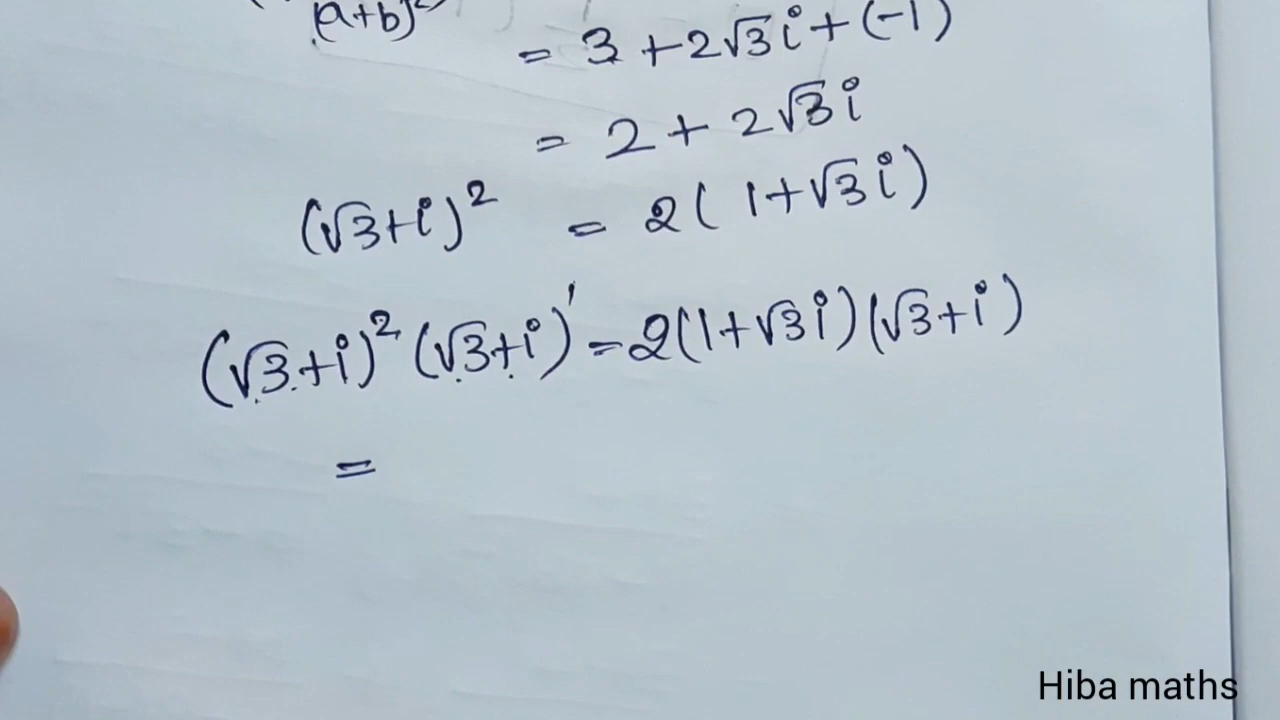 (a+b)²
= 3 + 2√3i + (-1)
= 2 + 2√3i
(√3+i)² = 2(1+√3i)
(√3+i)² (√3+i)' = 2(1+√3i)(√3+i)
=
Hiba maths